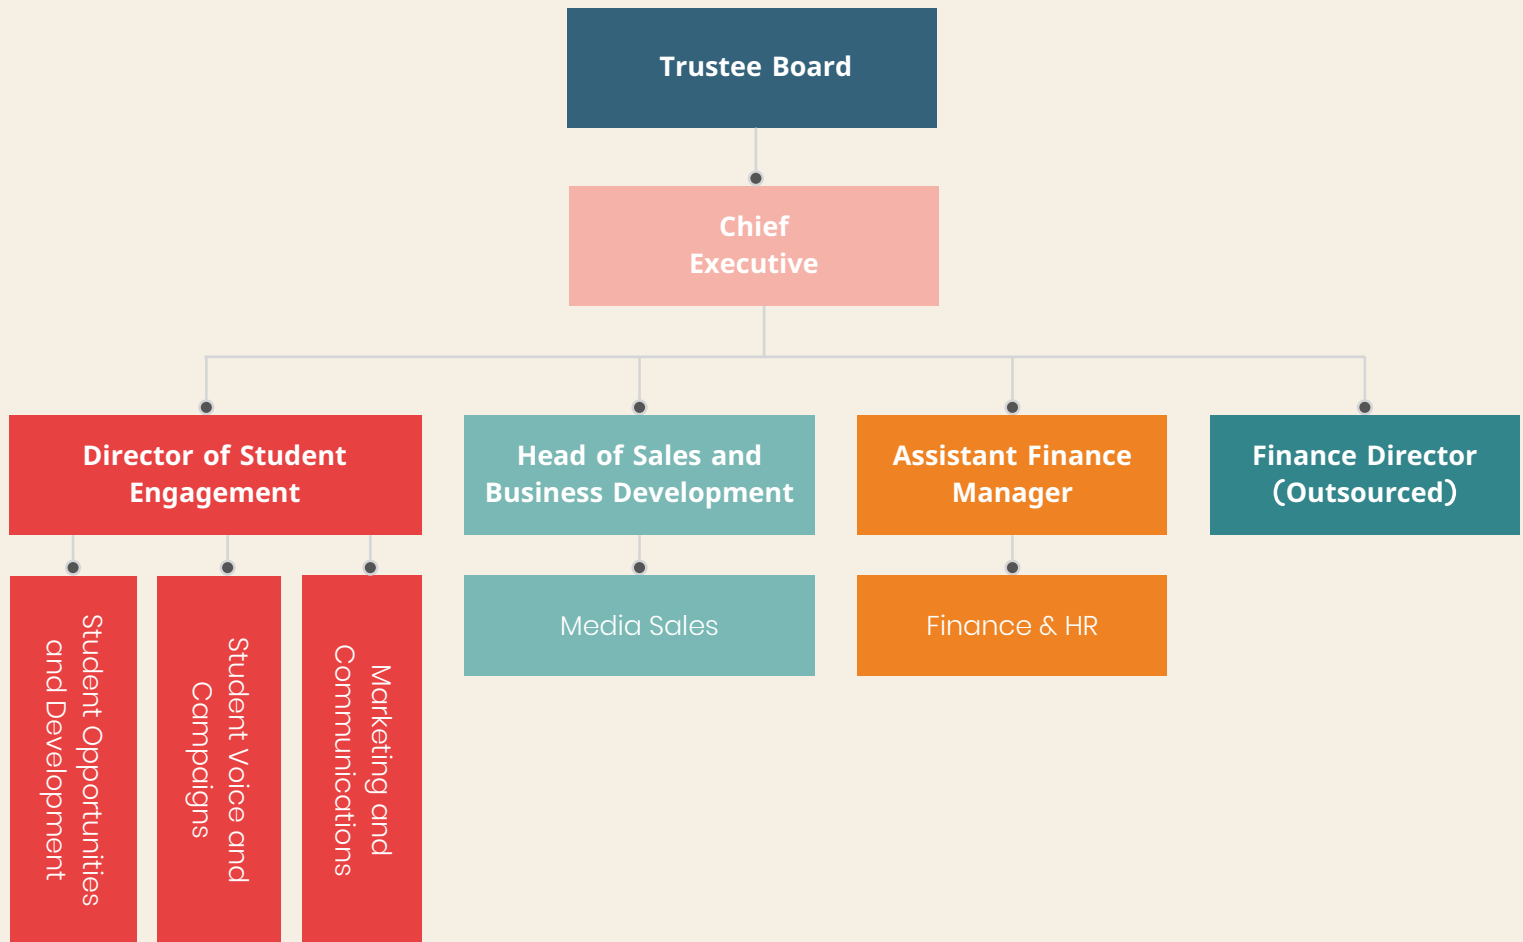 Trustee Board
Chief
Executive
Director of Student
Engagement
Head of Sales and
Business Development
Assistant Finance
Manager
Finance Director
(Outsourced)
Student Opportunities
and Development
Student Voice and
Campaigns
Marketing and
Communications
Media Sales
Finance & HR